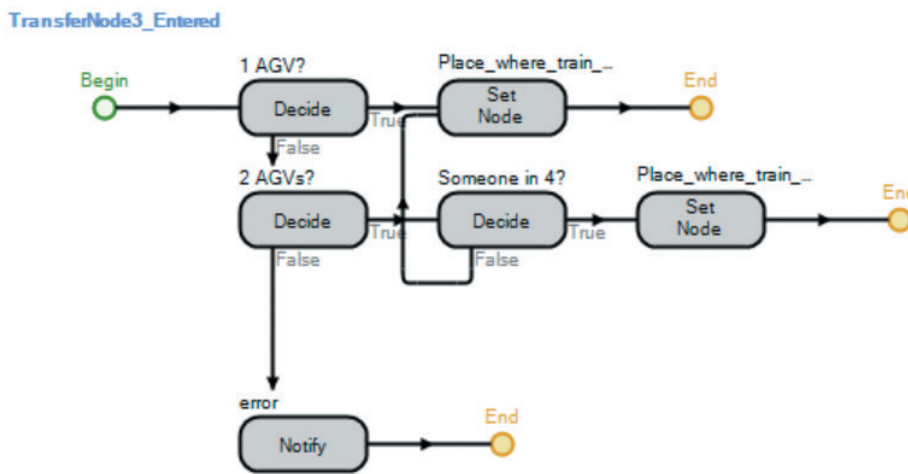 TransferNode3_Entered
1 AGV?
Place_where_train_...
Begin
End
Decide
Set
Node
True
False
2 AGVs?
Someone in 4?
Place_where_train_...
End
Decide
Decide
Set
Node
True
True
False
False
error
End
Notify